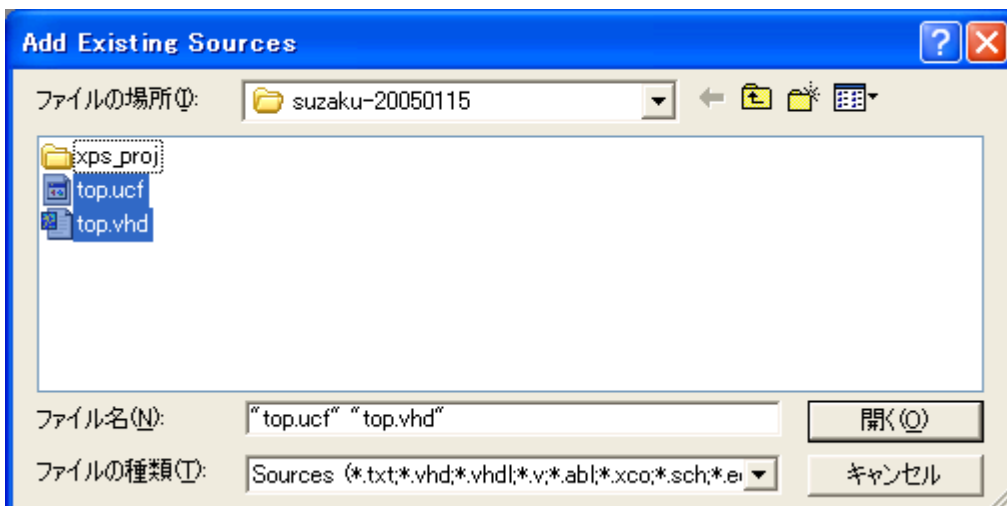 Add Existing Sources
ファイルの場所(I): suzaku-20050115
xps_proj
top.ucf
top.vhd
ファイル名(N): "top.ucf" "top.vhd" 開く(O)
ファイルの種類(T): Sources (*.txt;*.vhd;*.vhdl;*.v;*.abl;*.xco;*.sch;*.e キャンセル